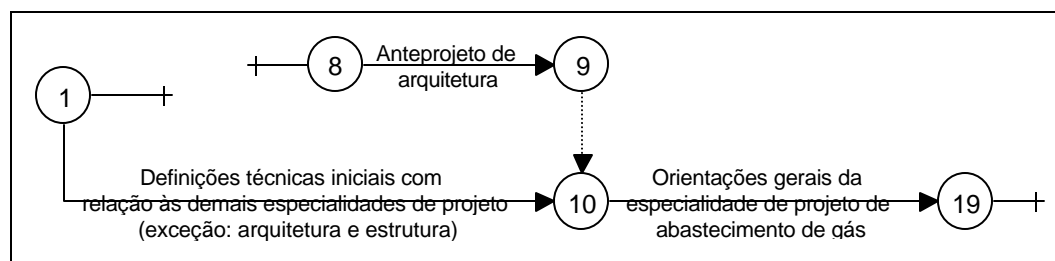 8
Anteprojeto de
arquitetura
9
1
Definições técnicas iniciais com
relação às demais especialidades de projeto
(exceção: arquitetura e estrutura)
10
Orientações gerais da
especialidade de projeto de
abastecimento de gás
19